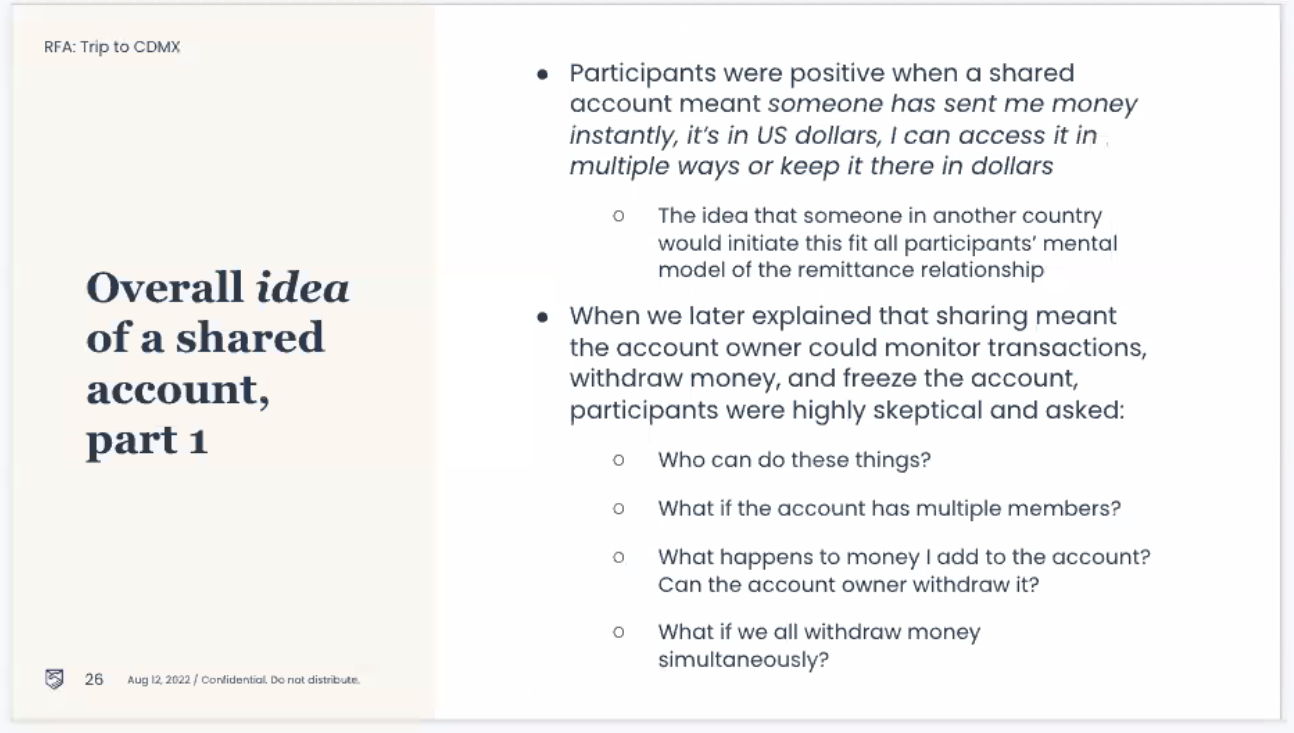 RFA: Trip to CDMX
Overall idea
of a shared
account,
part 1
● Participants were positive when a shared
account meant someone has sent me money
instantly, it's in US dollars, I can access it in
multiple ways or keep it there in dollars
○ The idea that someone in another country
would initiate this fit all participants' mental
model of the remittance relationship
● When we later explained that sharing meant
the account owner could monitor transactions,
withdraw money, and freeze the account,
participants were highly skeptical and asked:
○ Who can do these things?
○ What if the account has multiple members?
○ What happens to money I add to the account?
Can the account owner withdraw it?
○ What if we all withdraw money
simultaneously?
26 Aug 12, 2022 / Confidential. Do not distribute.